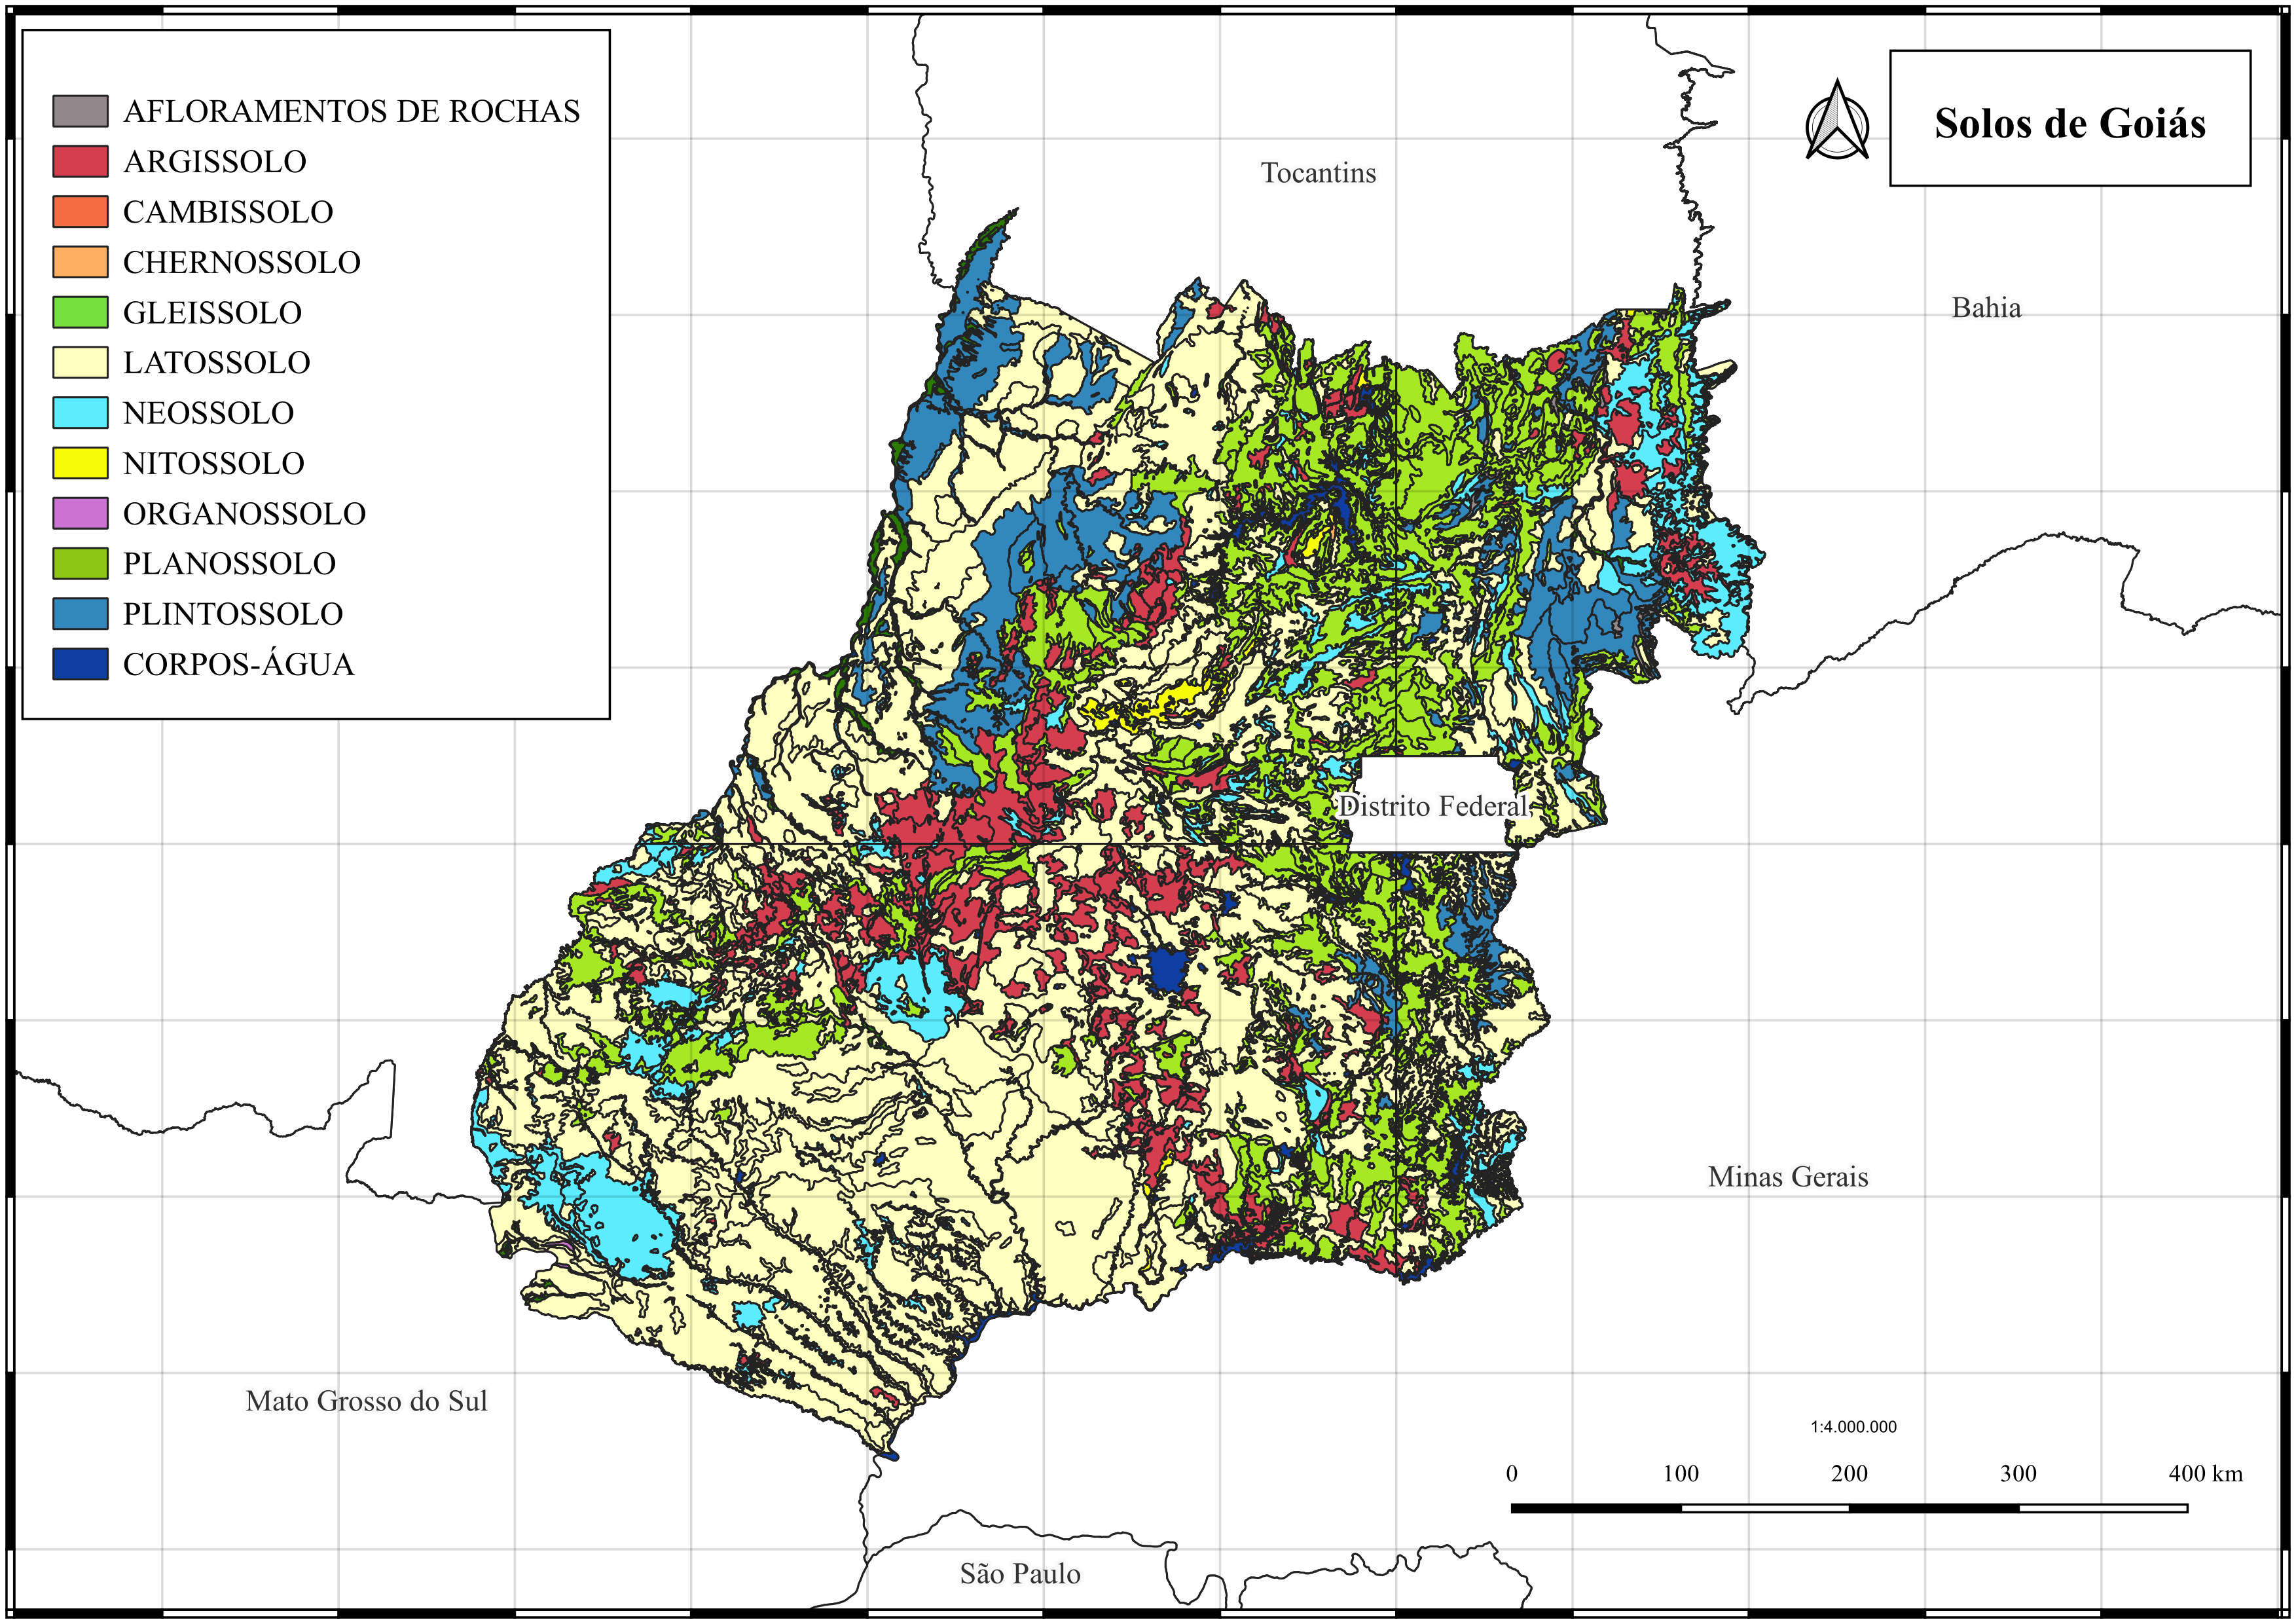 Solos de Goiás
AFLORAMENTOS DE ROCHAS
ARGISSOLO
CAMBISSOLO
CHERNOSSOLO
GLEISSOLO
LATOSSOLO
NEOSSOLO
NITOSSOLO
ORGANOSSOLO
PLANOSSOLO
PLINTOSSOLO
CORPOS-ÁGUA
Tocantins
Bahia
Distrito Federal
Minas Gerais
Mato Grosso do Sul
São Paulo
1:4.000.000
0 100 200 300 400 km